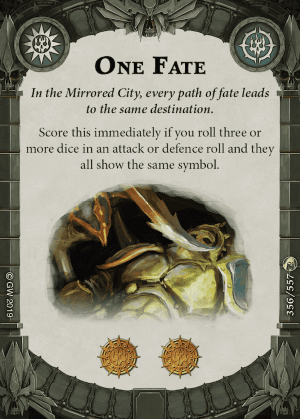 One Fate
In the Mirrored City, every path of fate leads
to the same destination.
Score this immediately if you roll three or
more dice in an attack or defence roll and they
all show the same symbol.
© GW 2019
356/557